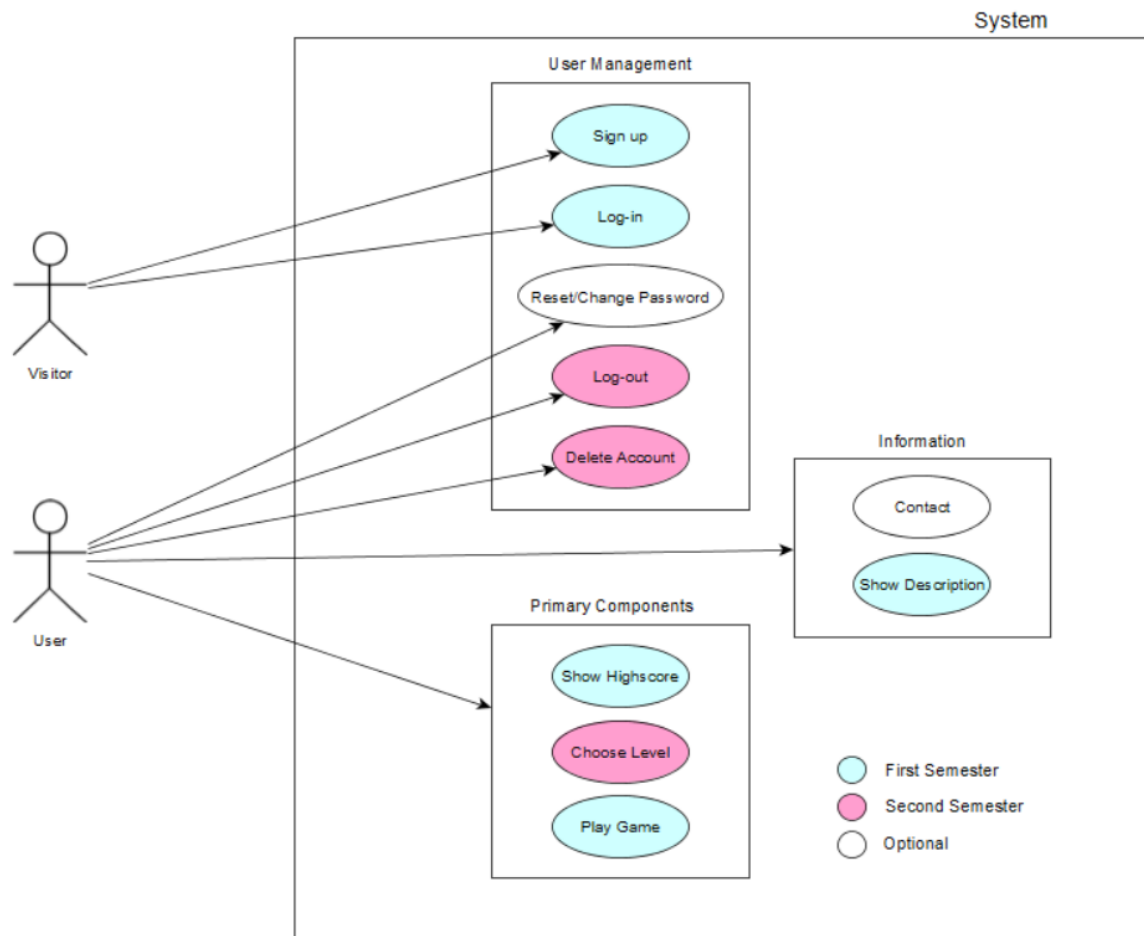 System
User Management
Sign up
Log-in
Reset/Change Password
Visitor
Log-out
Delete Account
Information
Contact
Show Description
User
Primary Components
Show Highscore
Choose Level
Play Game
First Semester
Second Semester
Optional